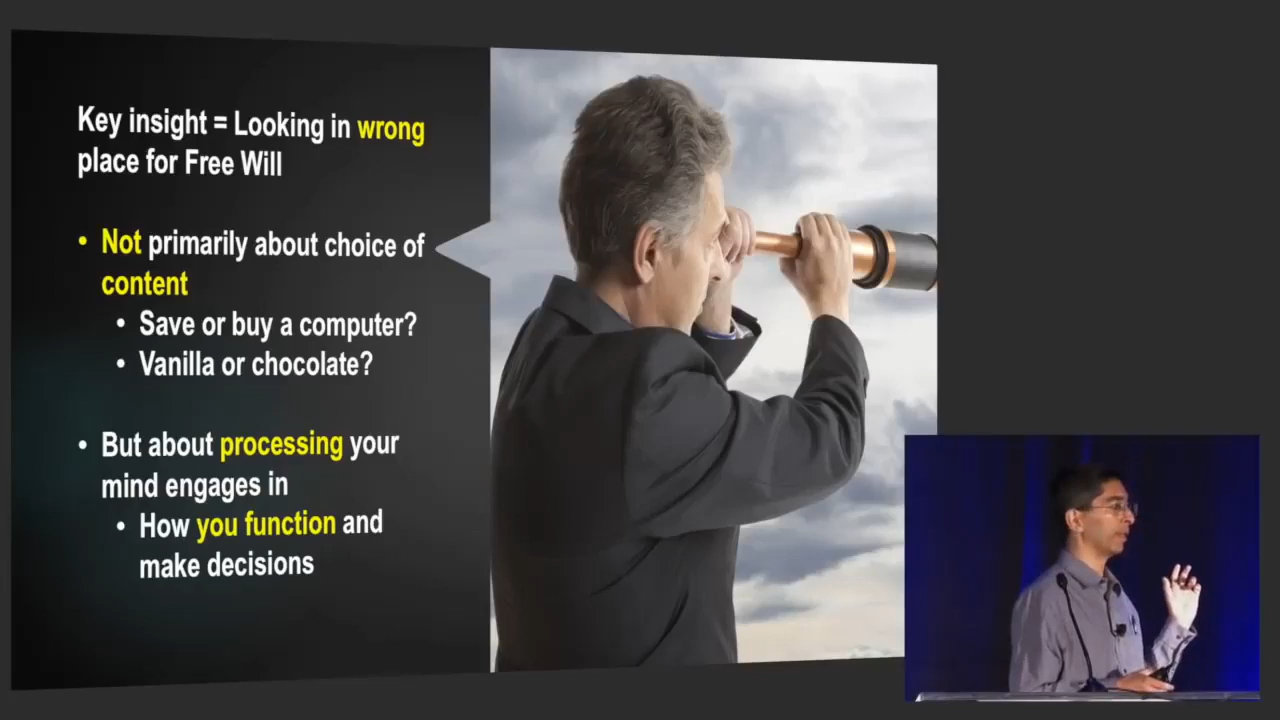 Key insight = Looking in wrong
place for Free Will
• Not primarily about choice of
content
• Save or buy a computer?
• Vanilla or chocolate?
• But about processing your
mind engages in
• How you function and
make decisions